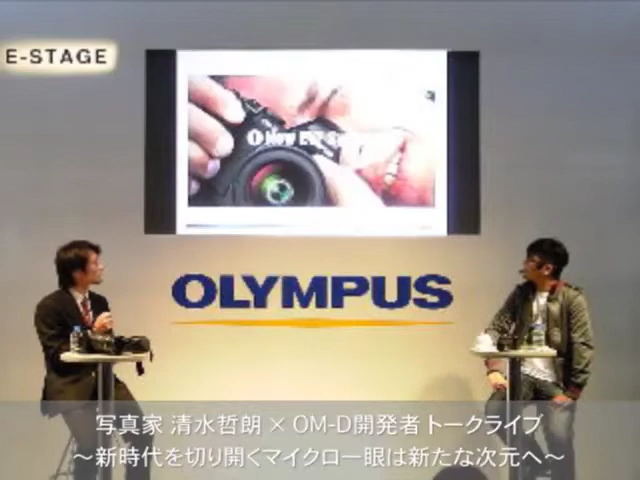 E-STAGE
OLYMPUS
写真家 清水哲朗 × OM-D開発者 トークライブ
～新時代を切り開くマイクロ一眼は新たな次元へ～